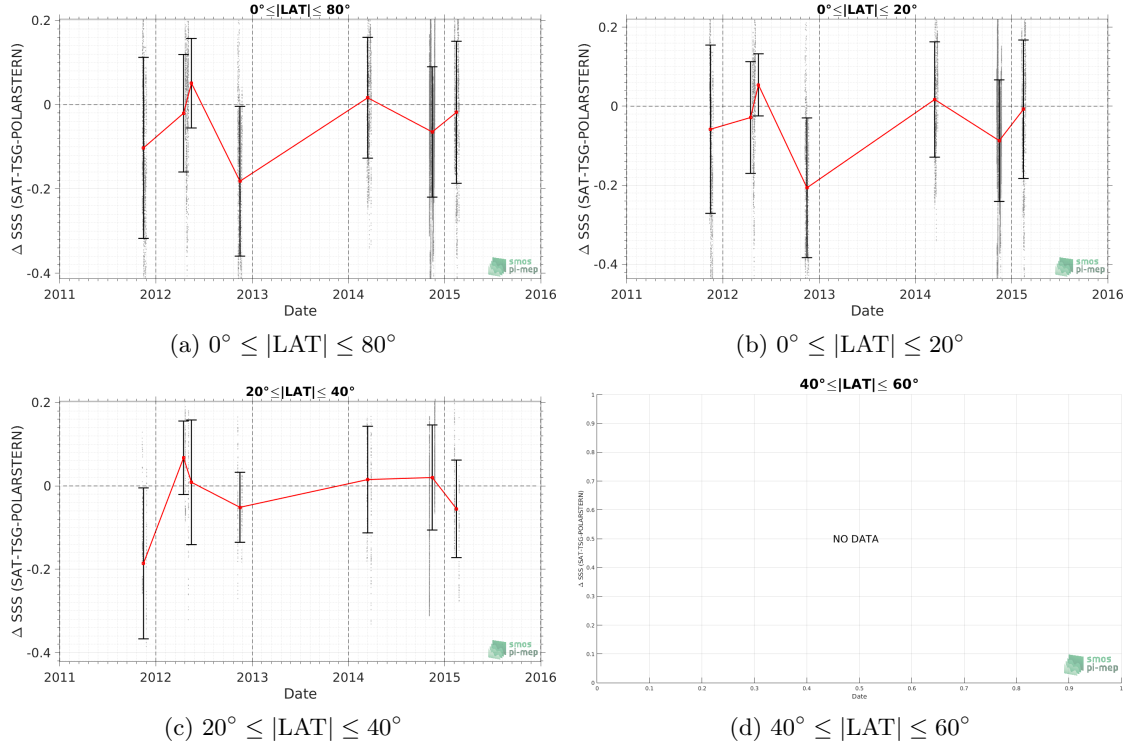 0°≤|LAT|≤ 80°
0.2
0
-0.2
-0.4
Δ SSS (SAT-TSG-POLARSTERN)
2011 2012 2013 2014 2015 2016
Date
smos
pi-mep
(a) 0° ≤ |LAT| ≤ 80°
0°≤|LAT|≤ 20°
0.2
0
-0.2
-0.4
Δ SSS (SAT-TSG-POLARSTERN)
2011 2012 2013 2014 2015 2016
Date
smos
pi-mep
(b) 0° ≤ |LAT| ≤ 20°
20°≤|LAT|≤ 40°
0.2
0
-0.2
-0.4
Δ SSS (SAT-TSG-POLARSTERN)
2011 2012 2013 2014 2015 2016
Date
smos
pi-mep
(c) 20° ≤ |LAT| ≤ 40°
40°≤|LAT|≤ 60°
1
0.9
0.8
0.7
0.6
0.5
0.4
0.3
0.2
0.1
0
Δ SSS (SAT-TSG-POLARSTERN)
NO DATA
0 0.1 0.2 0.3 0.4 0.5 0.6 0.7 0.8 0.9 1
Date
smos
pi-mep
(d) 40° ≤ |LAT| ≤ 60°